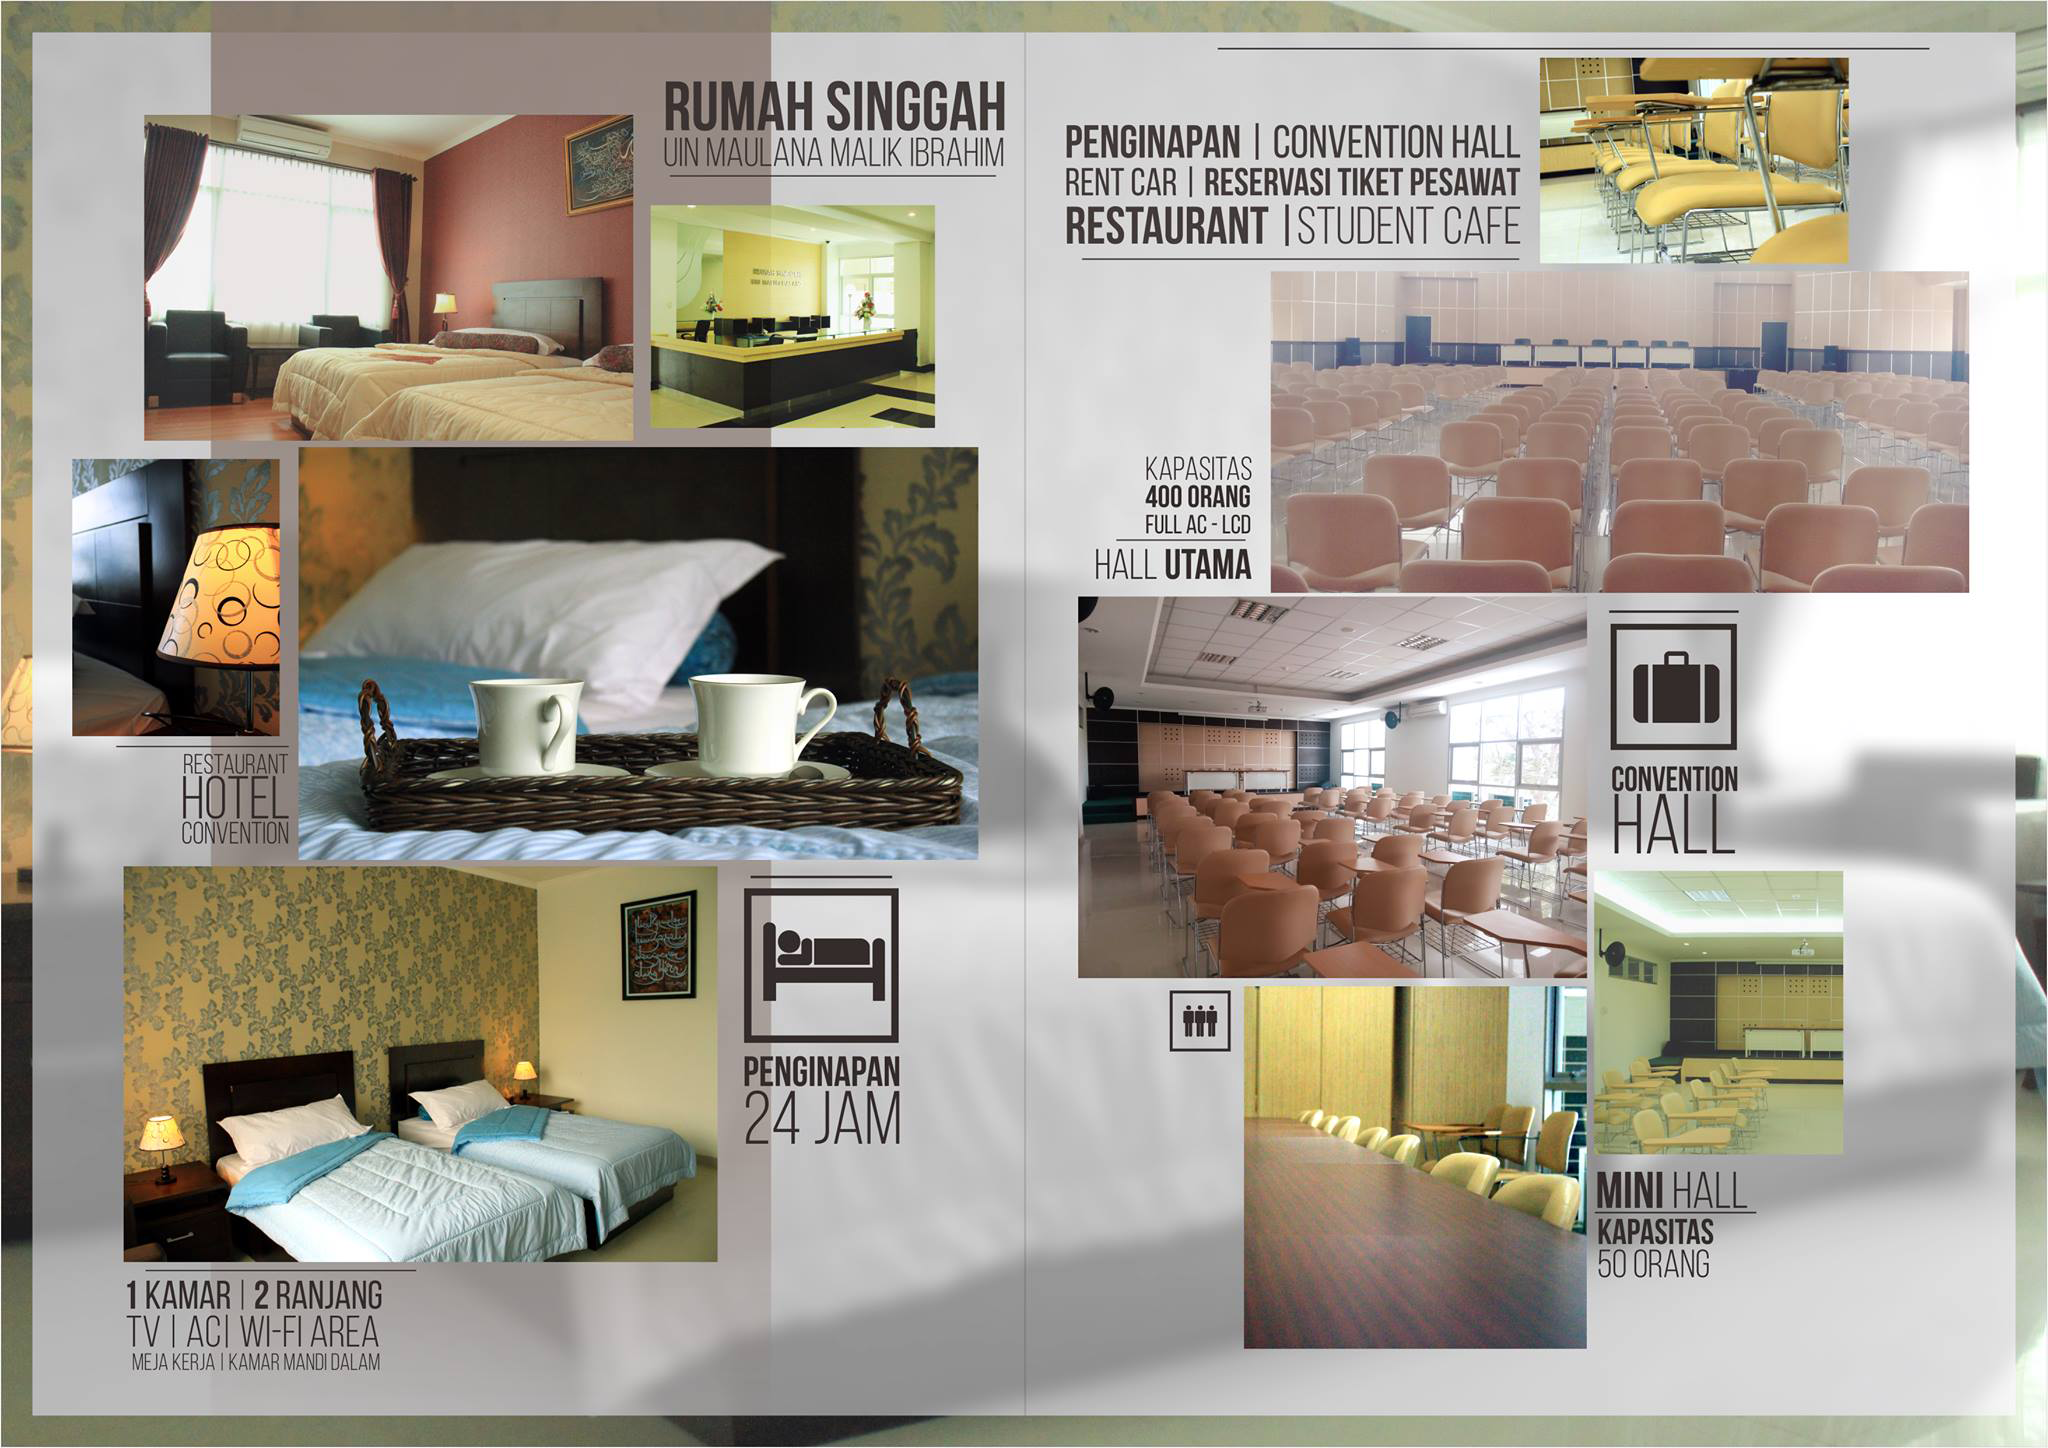 RUMAH SINGGAH
UIN MAULANA MALIK IBRAHIM
RESTAURANT
HOTEL
CONVENTION
PENGINAPAN
24 JAM
1 KAMAR | 2 RANJANG
TV | AC| WI-FI AREA
MEJA KERJA | KAMAR MANDI DALAM
PENGINAPAN | CONVENTION HALL
RENT CAR | RESERVASI TIKET PESAWAT
RESTAURANT |STUDENT CAFE
KAPASITAS
400 ORANG
FULL AC - LCD
HALL UTAMA
CONVENTION
HALL
MINI HALL
KAPASITAS
50 ORANG